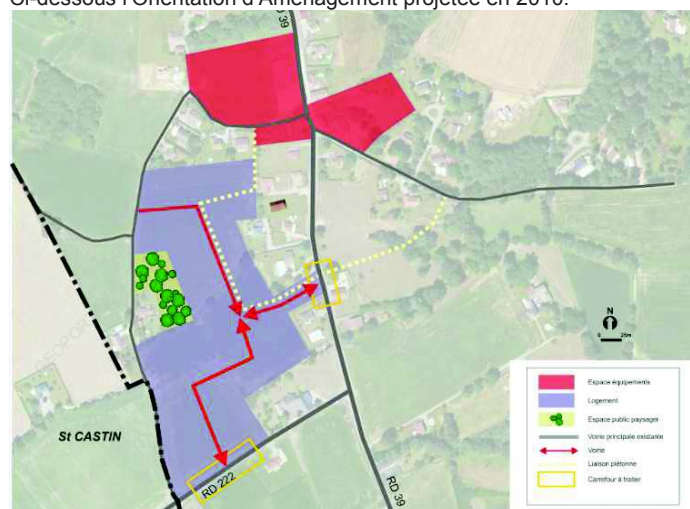 Ci-dessous l'Orientation d'Aménagement projetée en 2010.
39
N
0 25m
St CASTIN
RD 222
RD 39
Espace équipements
Logement
Espace public paysager
Voirie principale existante
Voirie
Liaison piétonne
Carrefour à traiter